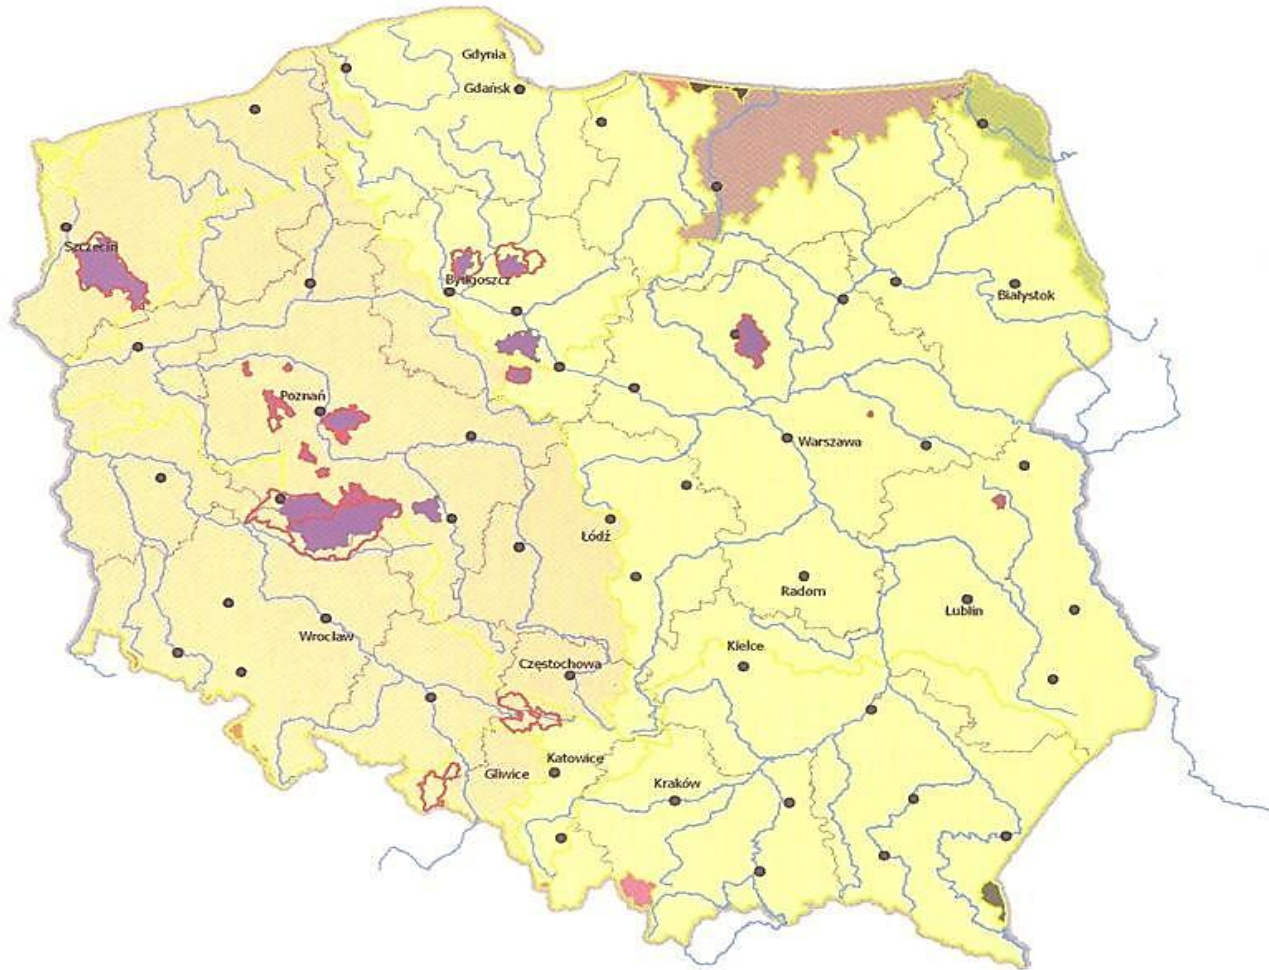 Gdynia
Gdańsk
Szczecin
Bydgoszcz
Białystok
Poznań
Warszawa
Łódź
Radom
Lublin
Wrocław
Kielce
Częstochowa
Katowice
Gliwice
Kraków